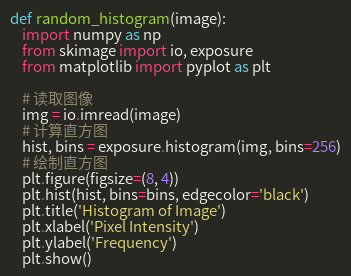 def random_histogram(image):
    import numpy as np
    from skimage import io, exposure
    from matplotlib import pyplot as plt

    # 读取图像
    img = io.imread(image)
    # 计算直方图
    hist, bins = exposure.histogram(img, bins=256)
    # 绘制直方图
    plt.figure(figsize=(8, 4))
    plt.hist(hist, bins=bins, edgecolor='black')
    plt.title('Histogram of Image')
    plt.xlabel('Pixel Intensity')
    plt.ylabel('Frequency')
    plt.show()